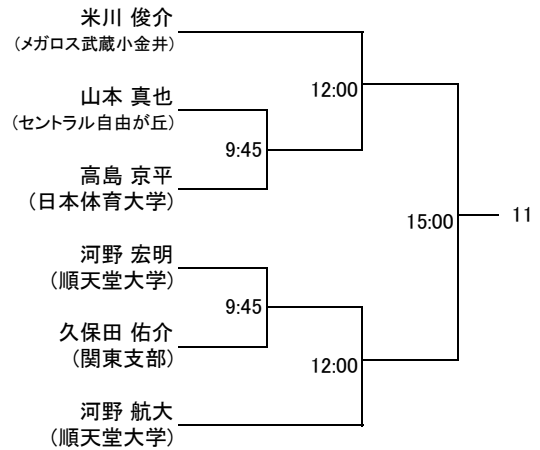 米川 俊介
(メガロス武蔵小金井)
12:00
山本 真也
(セントラル自由が丘)
9:45
高島 京平
(日本体育大学)
15:00
11
河野 宏明
(順天堂大学)
9:45
久保田 佑介
(関東支部)
12:00
河野 航大
(順天堂大学)